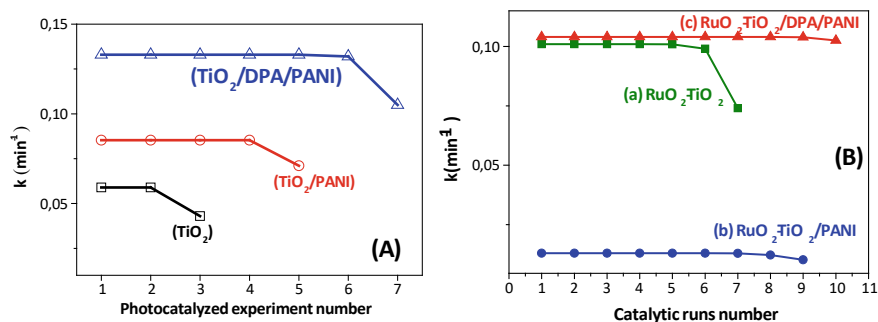 0,15
0,10
0,05
k (min⁻¹)
(TiO₂/DPA/PANI)
(TiO₂/PANI)
(TiO₂)
(A)
1 2 3 4 5 6 7
Photocatalyzed experiment number
0,10
0,05
k(min⁻¹)
(c) RuO₂-TiO₂/DPA/PANI
(a) RuO₂-TiO₂
(B)
(b) RuO₂-TiO₂/PANI
0 1 2 3 4 5 6 7 8 9 10 11
Catalytic runs number